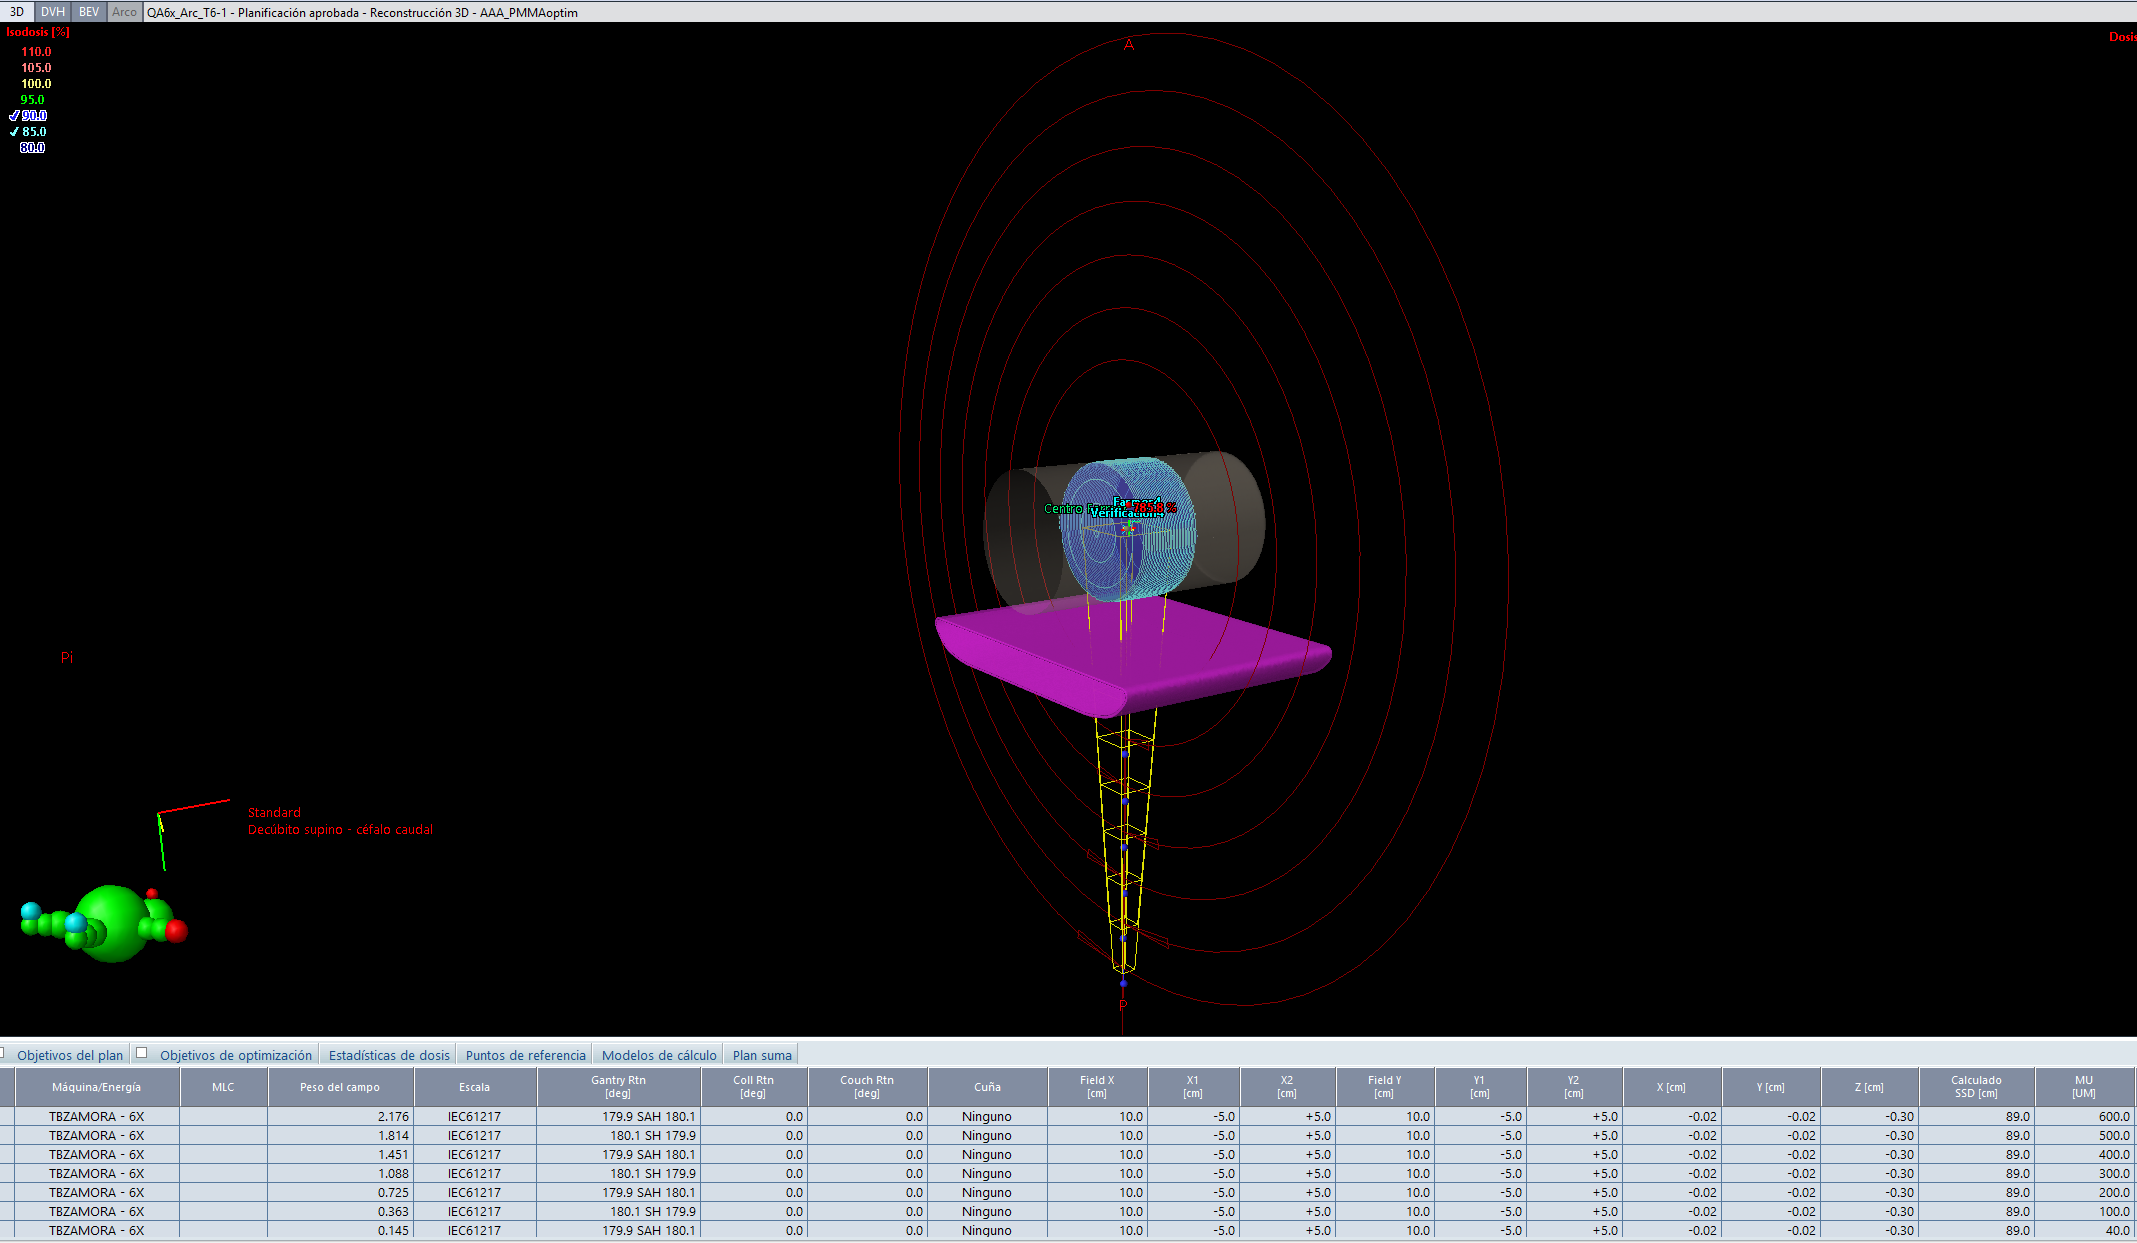 3D DVH BEV Arco QA6x_Arc_T6-1 - Planificación aprobada - Reconstrucción 3D - AAA_PMMAoptim
Isodosis [%]
110.0
105.0
100.0
95.0
90.0
85.0
80.0
Dosis
A
Farmer4
Centro
Verificacion4
Pi
Standard
Decúbito supino - céfalo caudal
P
Objetivos del plan Objetivos de optimización Estadísticas de dosis Puntos de referencia Modelos de cálculo Plan suma
Máquina/Energía MLC Peso del campo Escala Gantry Rtn [deg] Coll Rtn [deg] Couch Rtn [deg] Cuña Field X [cm] X1 [cm] X2 [cm] Field Y [cm] Y1 [cm] Y2 [cm] X [cm] Y [cm] Z [cm] Calculado SSD [cm] MU [UM]
TBZAMORA - 6X 2.176 IEC61217 179.9 SAH 180.1 0.0 0.0 Ninguno 10.0 -5.0 +5.0 10.0 -5.0 +5.0 -0.02 -0.02 -0.30 89.0 600.0
TBZAMORA - 6X 1.814 IEC61217 180.1 SH 179.9 0.0 0.0 Ninguno 10.0 -5.0 +5.0 10.0 -5.0 +5.0 -0.02 -0.02 -0.30 89.0 500.0
TBZAMORA - 6X 1.451 IEC61217 179.9 SAH 180.1 0.0 0.0 Ninguno 10.0 -5.0 +5.0 10.0 -5.0 +5.0 -0.02 -0.02 -0.30 89.0 400.0
TBZAMORA - 6X 1.088 IEC61217 180.1 SH 179.9 0.0 0.0 Ninguno 10.0 -5.0 +5.0 10.0 -5.0 +5.0 -0.02 -0.02 -0.30 89.0 300.0
TBZAMORA - 6X 0.725 IEC61217 179.9 SAH 180.1 0.0 0.0 Ninguno 10.0 -5.0 +5.0 10.0 -5.0 +5.0 -0.02 -0.02 -0.30 89.0 200.0
TBZAMORA - 6X 0.363 IEC61217 180.1 SH 179.9 0.0 0.0 Ninguno 10.0 -5.0 +5.0 10.0 -5.0 +5.0 -0.02 -0.02 -0.30 89.0 100.0
TBZAMORA - 6X 0.145 IEC61217 179.9 SAH 180.1 0.0 0.0 Ninguno 10.0 -5.0 +5.0 10.0 -5.0 +5.0 -0.02 -0.02 -0.30 89.0 40.0